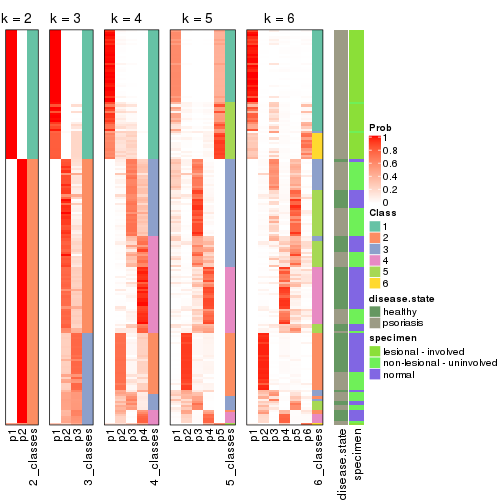 k = 2 k = 3 k = 4 k = 5 k = 6
Prob
1
0.8
0.6
0.4
0.2
0
Class
1
2
3
4
5
6
disease.state
healthy
psoriasis
specimen
lesional - involved
non-lesional - uninvolved
normal
p1
p2
2_classes
p1
p2
p3
3_classes
p1
p2
p3
p4
4_classes
p1
p2
p3
p4
p5
5_classes
p1
p2
p3
p4
p5
p6
6_classes
disease.state
specimen